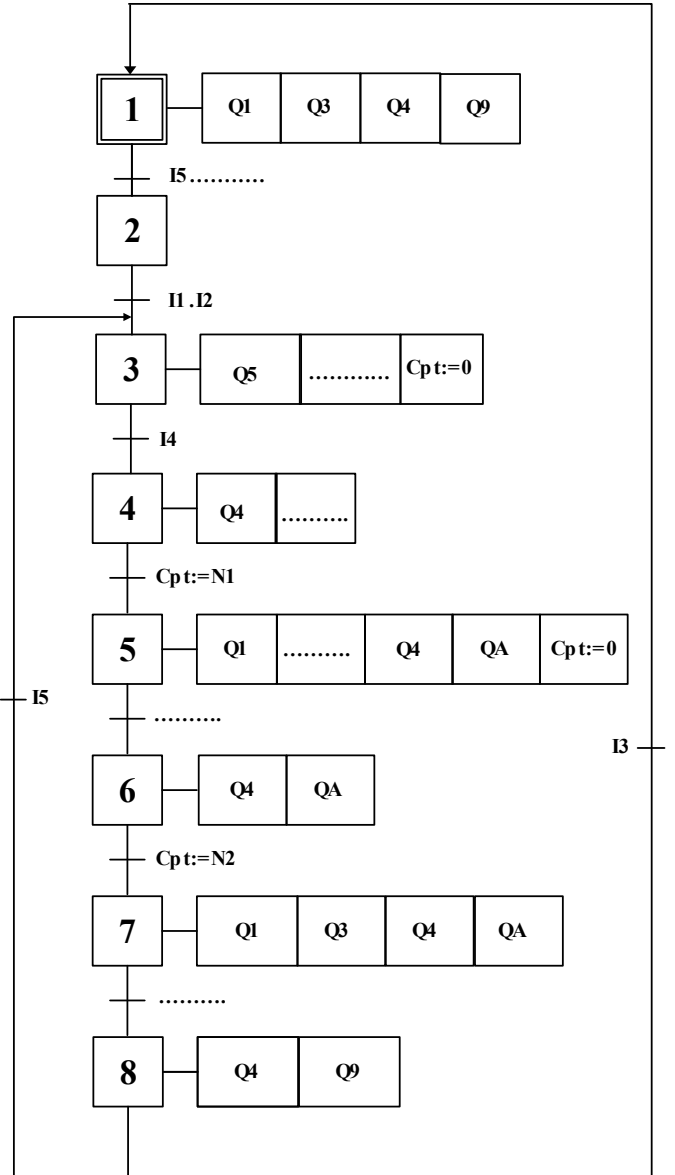 1 Q1 Q3 Q4 Q9
I5...........
2
I1 .I2
3 Q5 ............ Cpt:=0
I4
4 Q4 ..........
Cpt:=N1
5 Q1 .......... Q4 QA Cpt:=0
I5
..........
I3
6 Q4 QA
Cpt:=N2
7 Q1 Q3 Q4 QA
..........
8 Q4 Q9